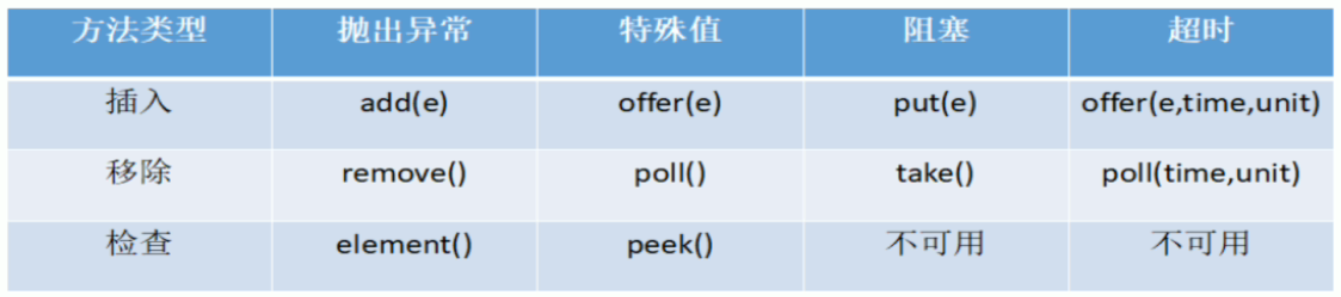 方法类型 抛出异常 特殊值 阻塞 超时
插入 add(e) offer(e) put(e) offer(e,time,unit)
移除 remove() poll() take() poll(time,unit)
检查 element() peek() 不可用 不可用